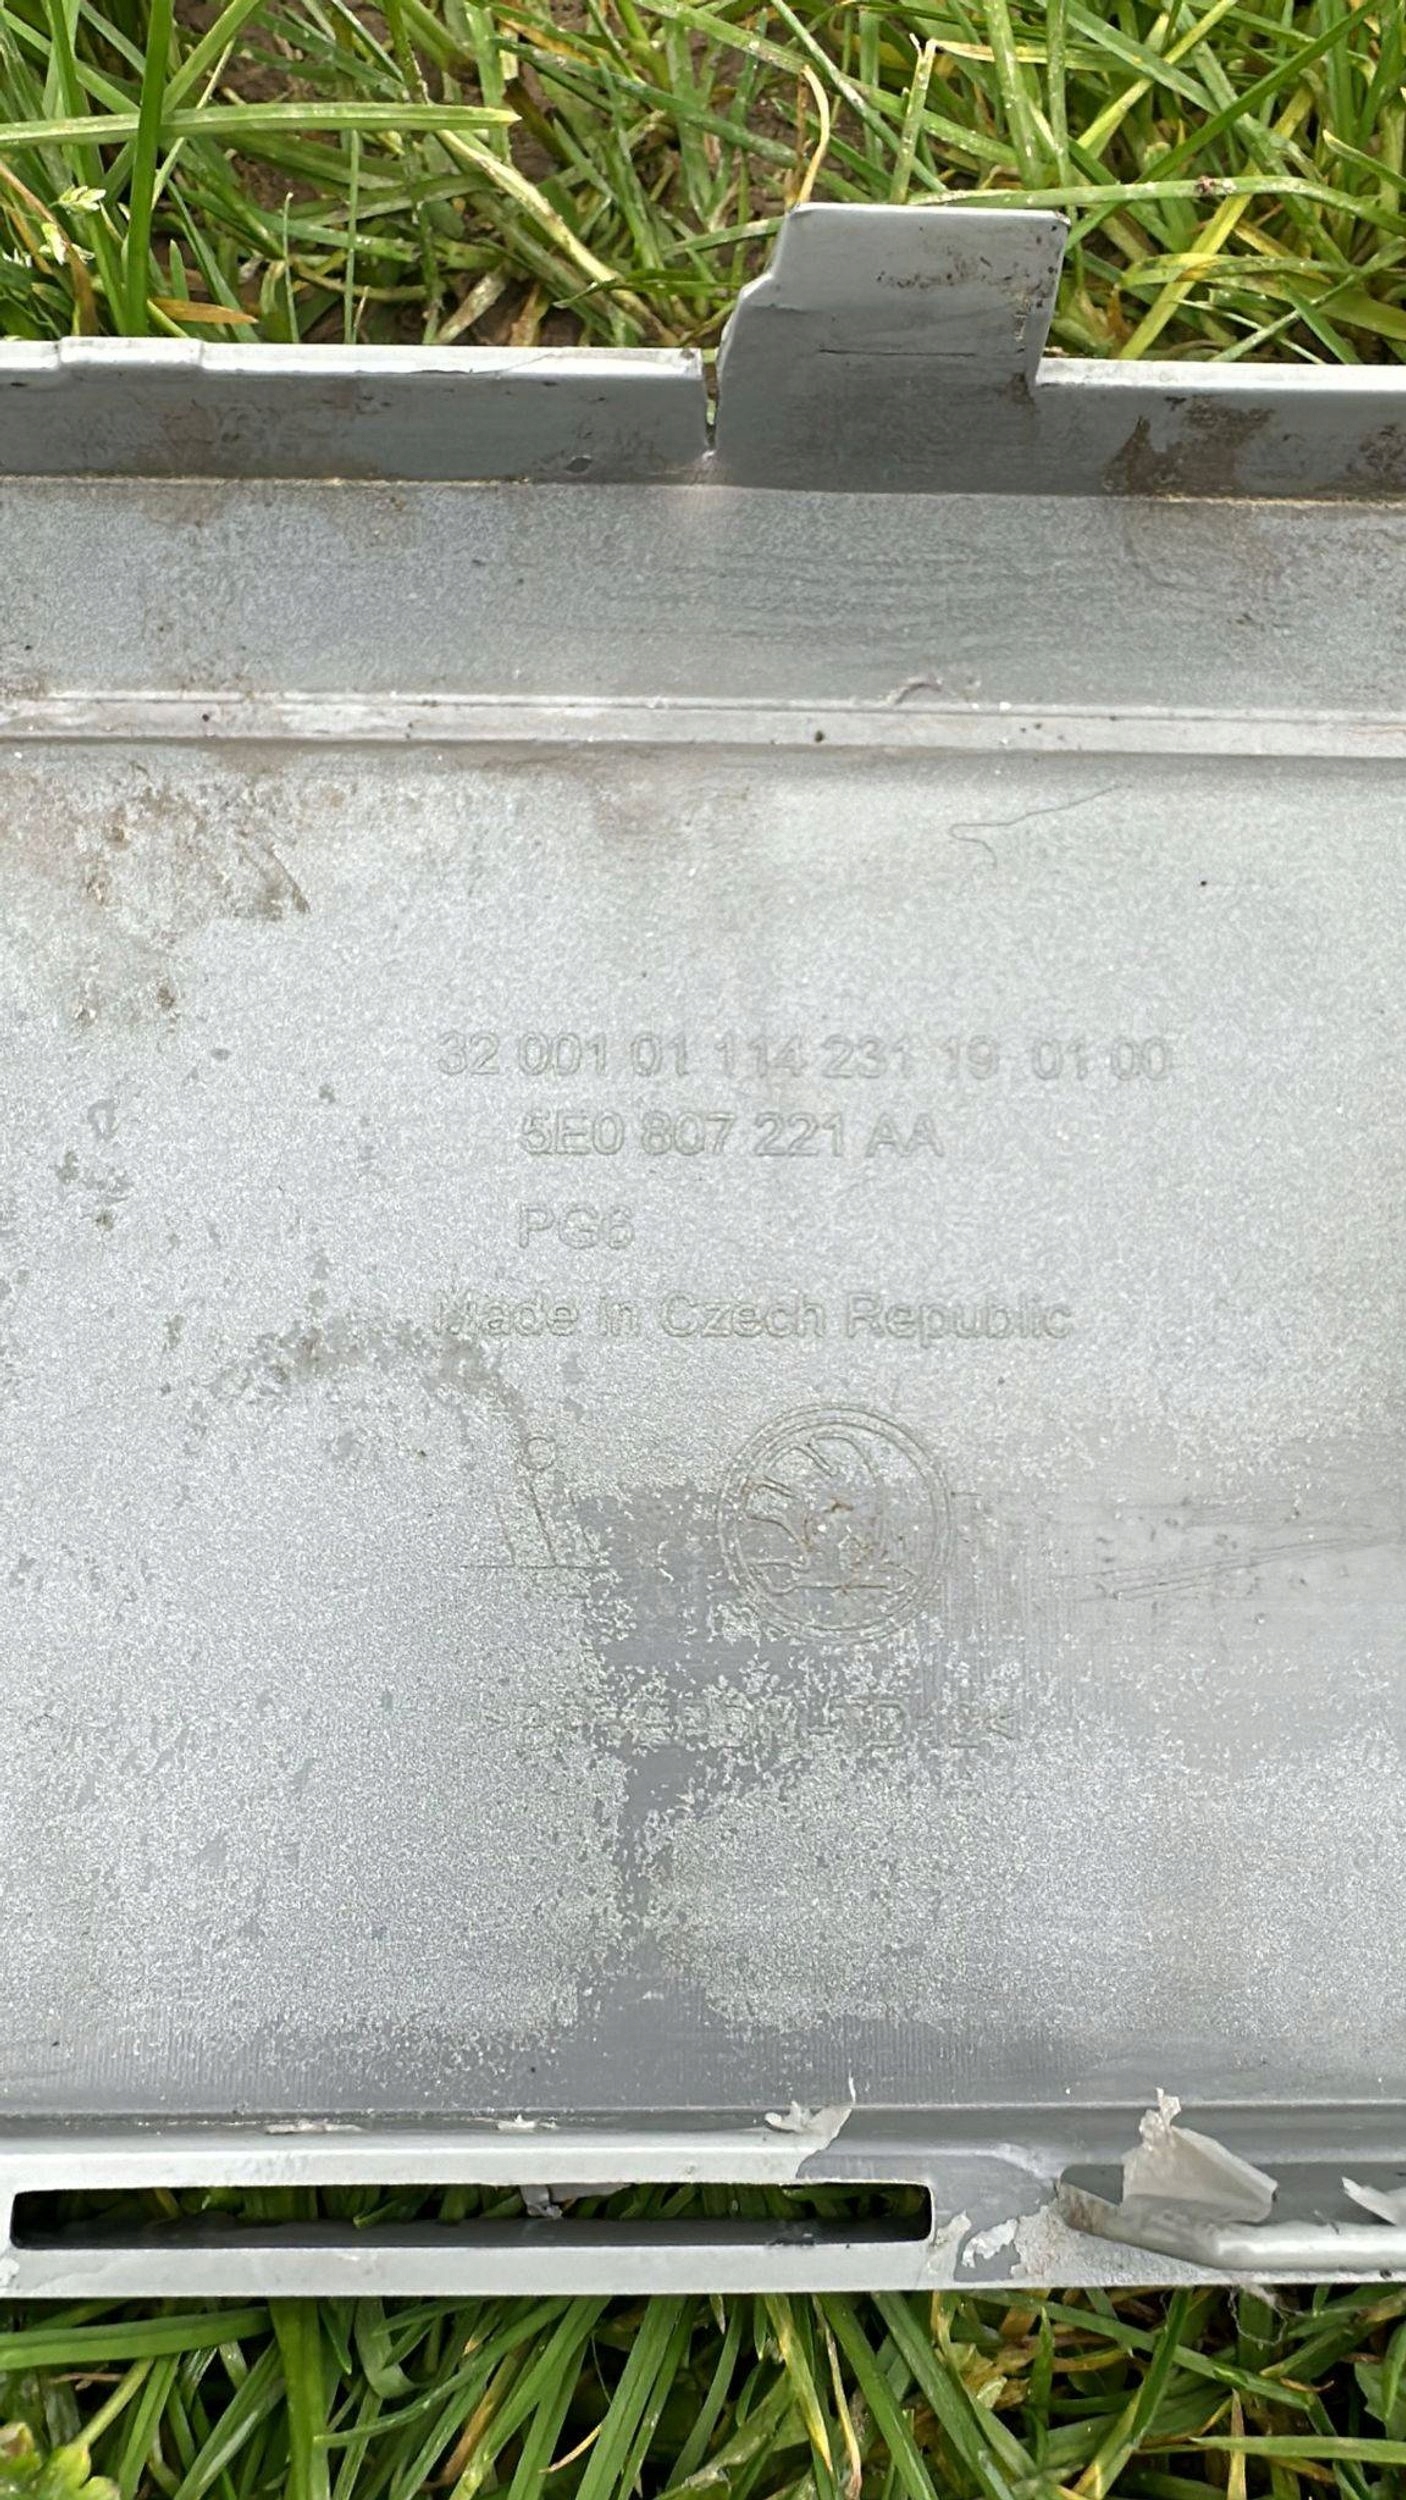 32 001 01 114 231 19 01 00
5E0 807 221 AA
PG6
Made in Czech Republic
C